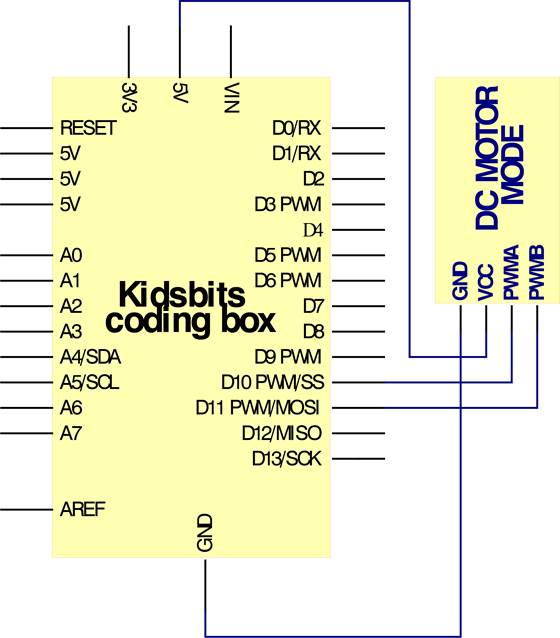 3V3
5V
VIN
RESET
5V
5V
5V
A0
A1
A2
A3
A4/SDA
A5/SCL
A6
A7
AREF
Kidsbits
coding box
D0/RX
D1/RX
D2
D3 PWM
D4
D5 PWM
D6 PWM
D7
D8
D9 PWM
D10 PWM/SS
D11 PWM/MOSI
D12/MISO
D13/SCK
GND
DC MOTOR
MODE
GND
VCC
PWMA
PWMB